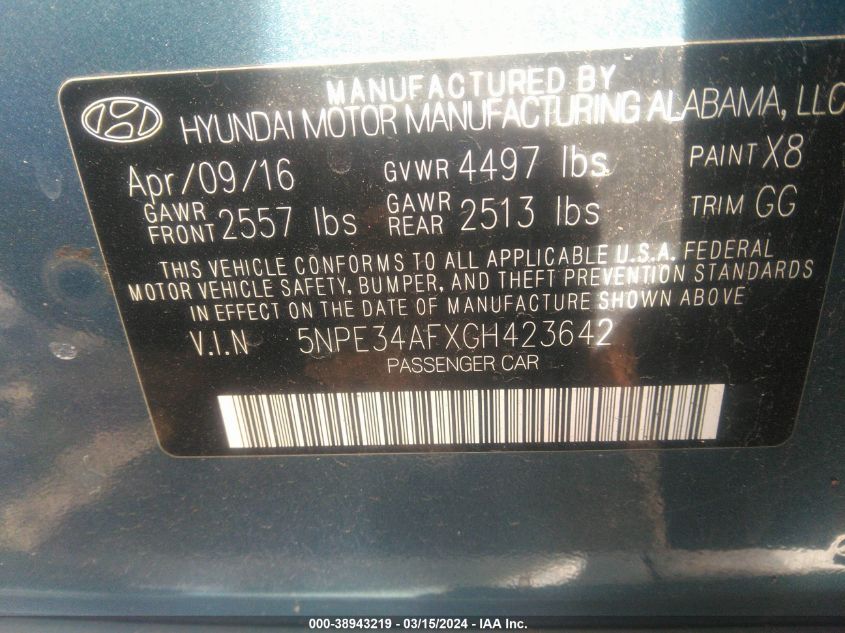 MANUFACTURED BY
HYUNDAI MOTOR MANUFACTURING ALABAMA, LLC
Apr/09/16 GVWR 4497 lbs PAINT X8
GAWR FRONT 2557 lbs GAWR REAR 2513 lbs TRIM GG
THIS VEHICLE CONFORMS TO ALL APPLICABLE U.S.A. FEDERAL
MOTOR VEHICLE SAFETY, BUMPER, AND THEFT PREVENTION STANDARDS
IN EFFECT ON THE DATE OF MANUFACTURE SHOWN ABOVE
V.I.N 5NPE34AFXGH423642
PASSENGER CAR
000-38943219 - 03/15/2024 - IAA Inc.